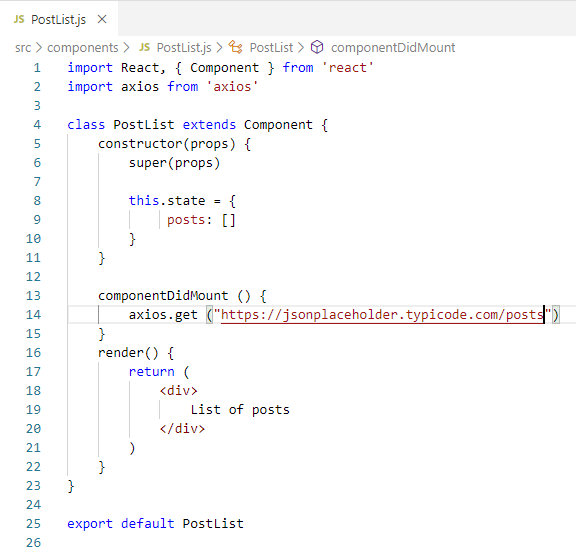 JS PostList.js ×
src > components > JS PostList.js > PostList > componentDidMount
1 import React, { Component } from 'react'
2 import axios from 'axios'
3
4 class PostList extends Component {
5 constructor(props) {
6 super(props)
7
8 this.state = {
9 posts: []
10 }
11 }
12
13 componentDidMount () {
14 axios.get ("https://jsonplaceholder.typicode.com/posts")
15 }
16 render() {
17 return (
18 <div>
19 List of posts
20 </div>
21 )
22 }
23 }
24
25 export default PostList
26